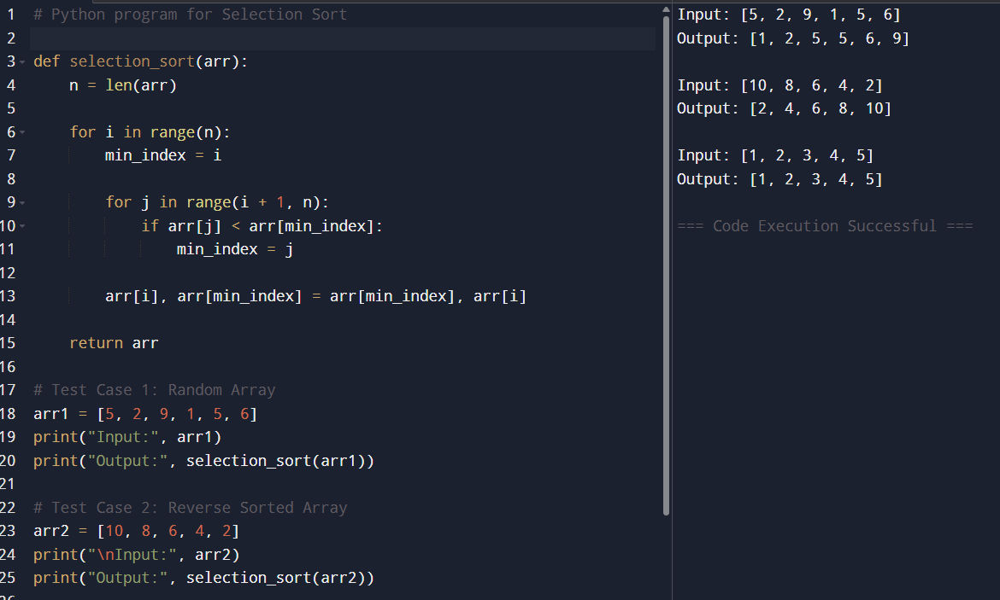 1 # Python program for Selection Sort
2
3 def selection_sort(arr):
4     n = len(arr)
5
6     for i in range(n):
7         min_index = i
8
9         for j in range(i + 1, n):
10             if arr[j] < arr[min_index]:
11                 min_index = j
12
13         arr[i], arr[min_index] = arr[min_index], arr[i]
14
15     return arr
16
17 # Test Case 1: Random Array
18 arr1 = [5, 2, 9, 1, 5, 6]
19 print("Input:", arr1)
20 print("Output:", selection_sort(arr1))
21
22 # Test Case 2: Reverse Sorted Array
23 arr2 = [10, 8, 6, 4, 2]
24 print("\nInput:", arr2)
25 print("Output:", selection_sort(arr2))
Input: [5, 2, 9, 1, 5, 6]
Output: [1, 2, 5, 5, 6, 9]

Input: [10, 8, 6, 4, 2]
Output: [2, 4, 6, 8, 10]

Input: [1, 2, 3, 4, 5]
Output: [1, 2, 3, 4, 5]

=== Code Execution Successful ===